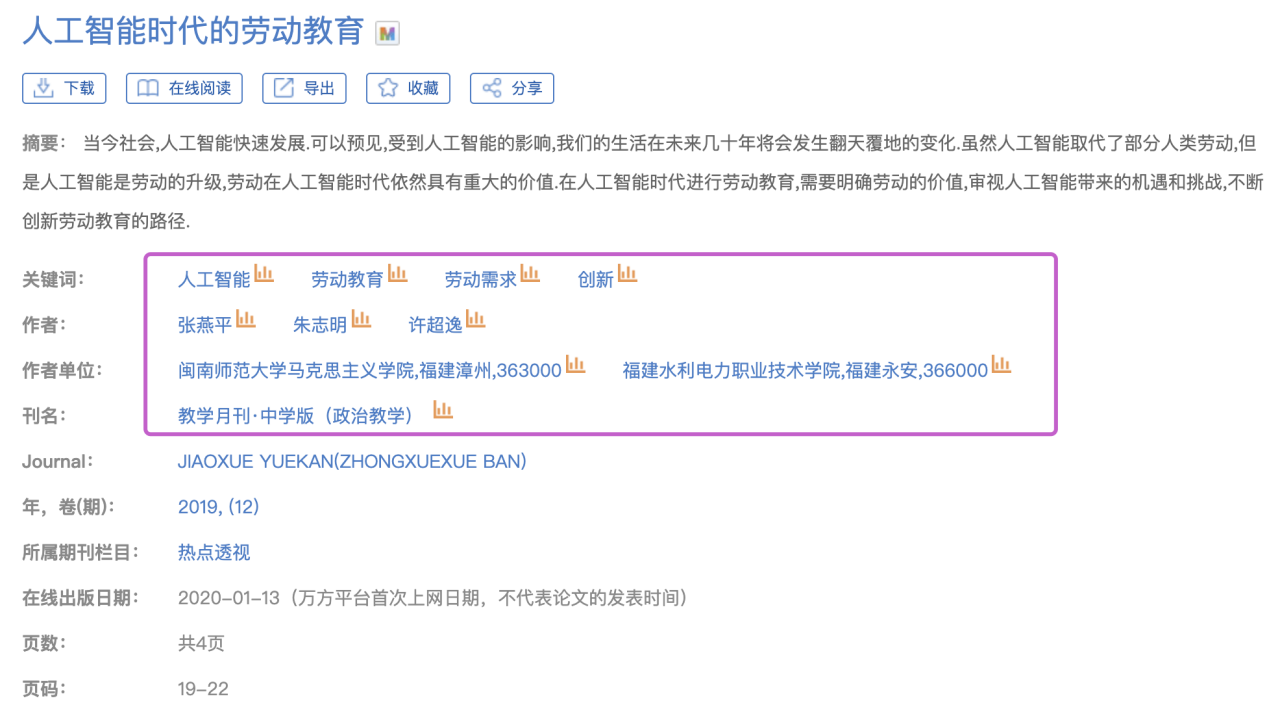 人工智能时代的劳动教育 M
下载 在线阅读 导出 收藏 分享
摘要： 当今社会,人工智能快速发展.可以预见,受到人工智能的影响,我们的生活在未来几十年将会发生翻天覆地的变化.虽然人工智能取代了部分人类劳动,但
是人工智能是劳动的升级,劳动在人工智能时代依然具有重大的价值.在人工智能时代进行劳动教育,需要明确劳动的价值,审视人工智能带来的机遇和挑战,不断
创新劳动教育的路径.
关键词： 人工智能 劳动教育 劳动需求 创新
作者： 张燕平 朱志明 许超逸
作者单位： 闽南师范大学马克思主义学院,福建漳州,363000 福建水利电力职业技术学院,福建永安,366000
刊名： 教学月刊·中学版（政治教学）
Journal： JIAOXUE YUEKAN(ZHONGXUEXUE BAN)
年，卷(期)： 2019, (12)
所属期刊栏目： 热点透视
在线出版日期： 2020-01-13（万方平台首次上网日期，不代表论文的发表时间）
页数： 共4页
页码： 19-22